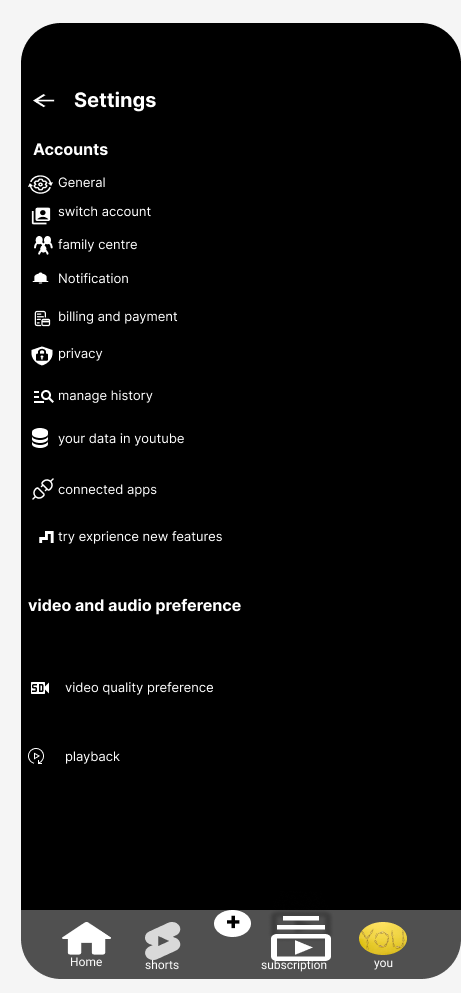 Settings
Accounts
General
switch account
family centre
Notification
billing and payment
privacy
manage history
your data in youtube
connected apps
try exprience new features
video and audio preference
SD
video quality preference
playback
YOU
Home
shorts
subscription
you